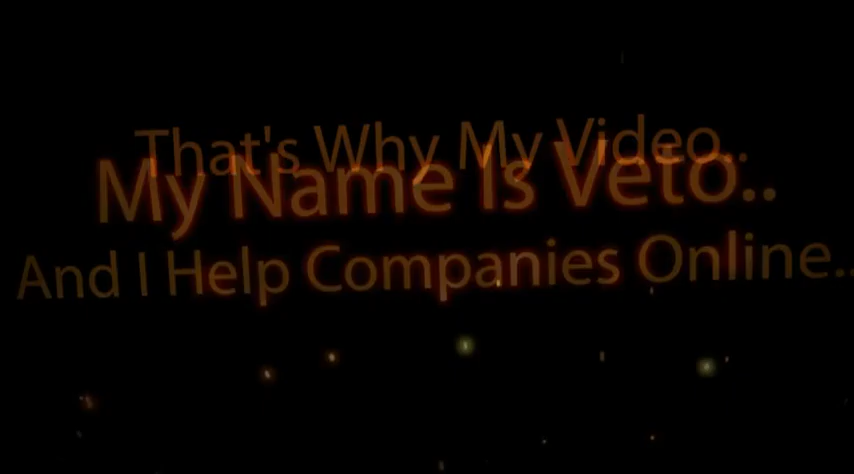 That's Why My Video..
My Name Is Veto..
And I Help Companies Online..